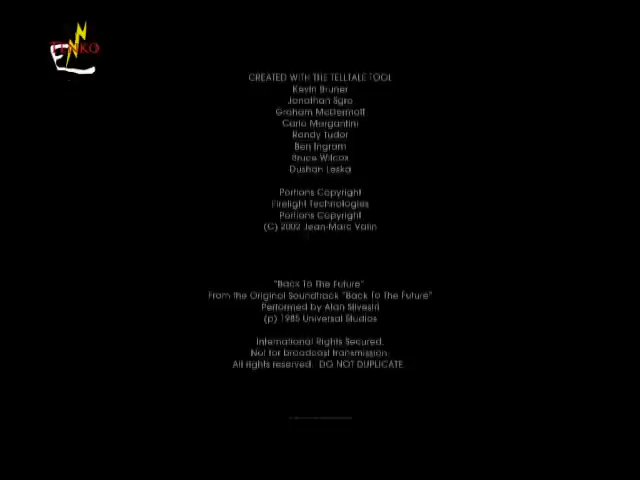 TENKO
CREATED WITH THE TELLTALE TOOL
Kevin Bruner
Jonathan Sgro
Graham McDermott
Carlo Morgantini
Randy Tudor
Ben Ingram
Bruce Wilcox
Dushan Leska
Portions Copyright
Firelight Technologies
Portions Copyright
(C) 2002 Jean-Marc Valin
"Back To The Future"
From the Original Soundtrack "Back To The Future"
Performed by Alan Silvestri
(p) 1985 Universal Studios
International Rights Secured.
Not for broadcast transmission.
All rights reserved. DO NOT DUPLICATE